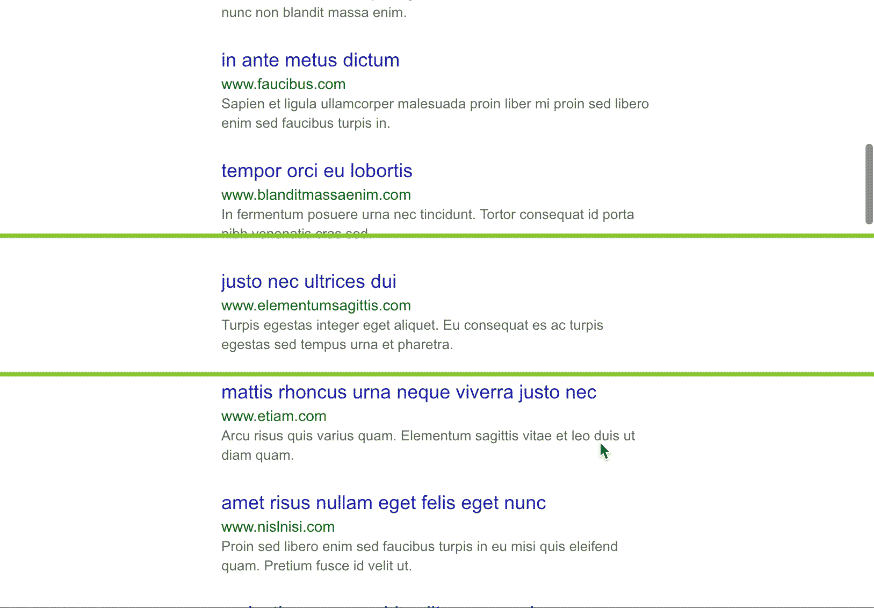 nunc non blandit massa enim.
in ante metus dictum
www.faucibus.com
Sapien et ligula ullamcorper malesuada proin liber mi proin sed libero
enim sed faucibus turpis in.
tempor orci eu lobortis
www.blanditmassaenim.com
In fermentum posuere urna nec tincidunt. Tortor consequat id porta
nibh venenatis cras sed.
justo nec ultrices dui
www.elementumsagittis.com
Turpis egestas integer eget aliquet. Eu consequat es ac turpis
egestas sed tempus urna et pharetra.
mattis rhoncus urna neque viverra justo nec
www.etiam.com
Arcu risus quis varius quam. Elementum sagittis vitae et leo duis ut
diam quam.
amet risus nullam eget felis eget nunc
www.nislnisi.com
Proin sed libero enim sed faucibus turpis in eu misi quis eleifend
quam. Pretium fusce id velit ut.